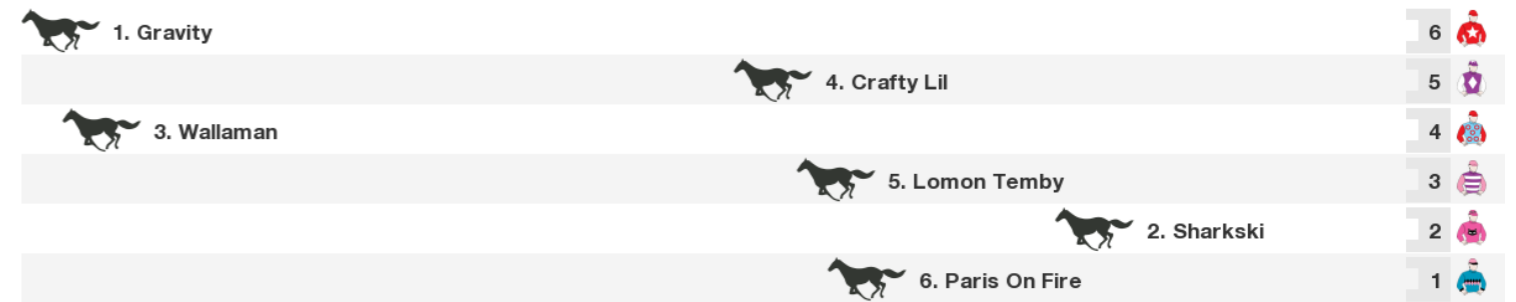 1. Gravity 6
4. Crafty Lil 5
3. Wallaman 4
5. Lomon Temby 3
2. Sharkski 2
6. Paris On Fire 1